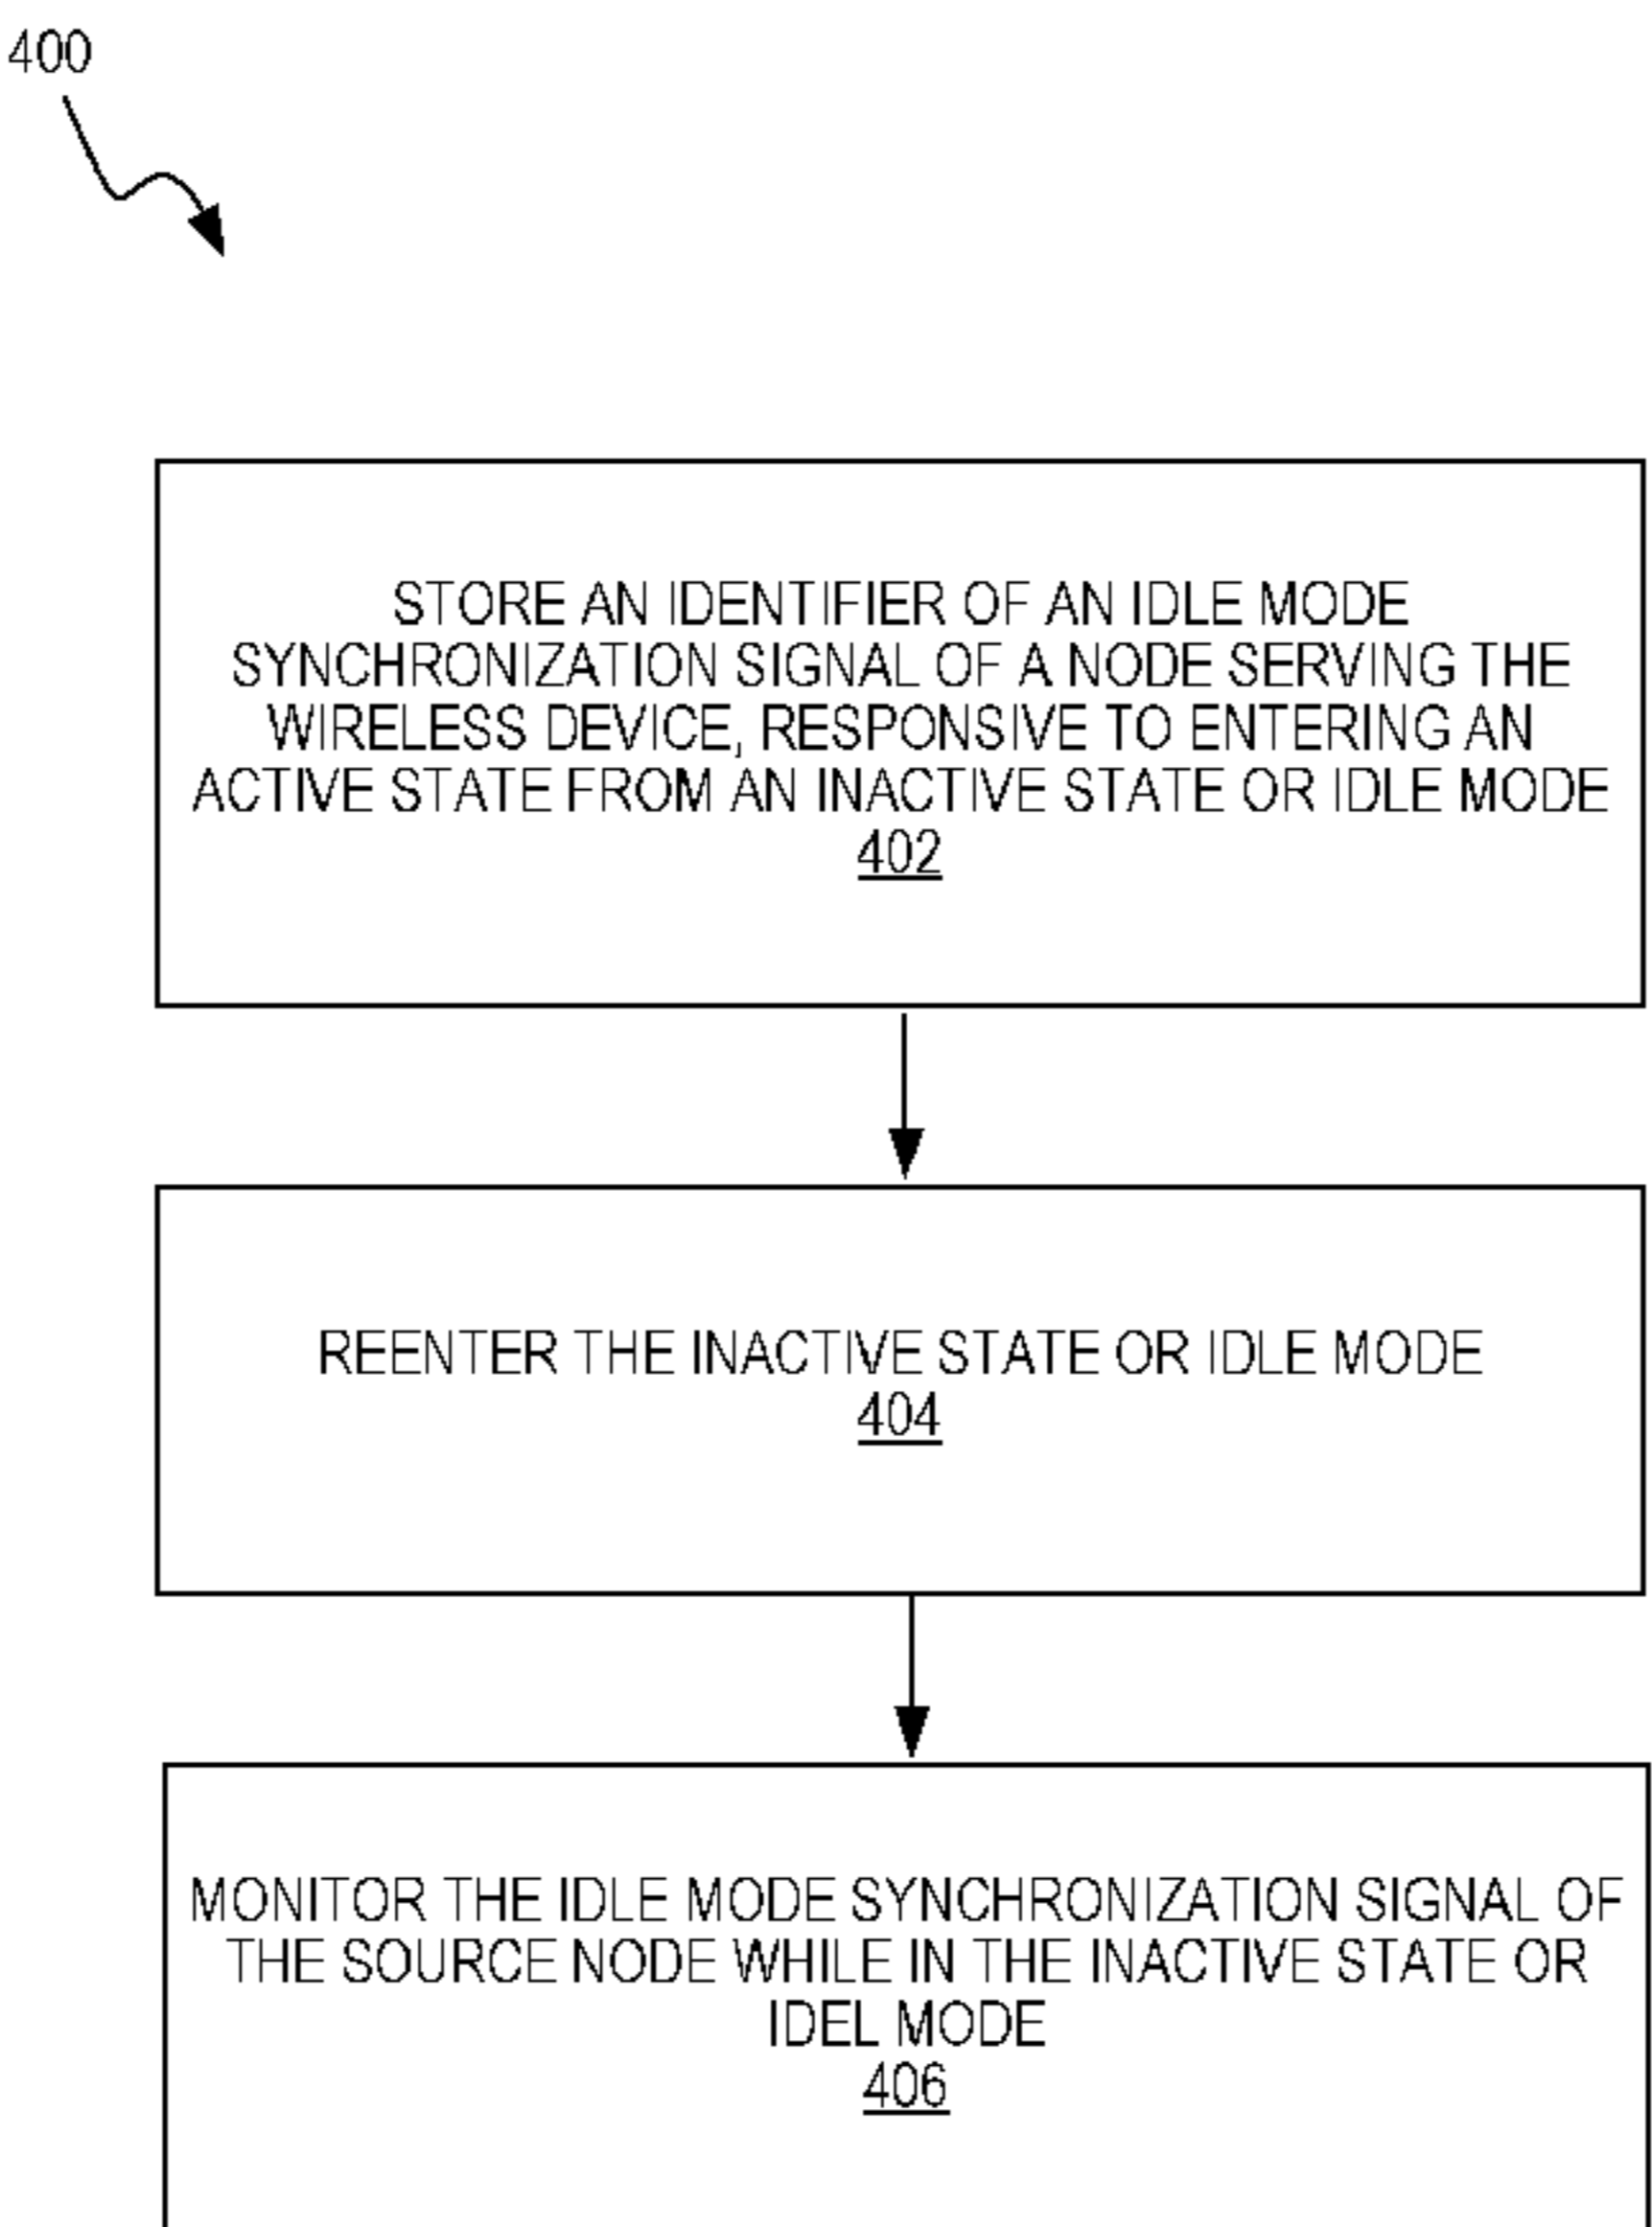 400
STORE AN IDENTIFIER OF AN IDLE MODE
SYNCHRONIZATION SIGNAL OF A NODE SERVING THE
WIRELESS DEVICE, RESPONSIVE TO ENTERING AN
ACTIVE STATE FROM AN INACTIVE STATE OR IDLE MODE
402
REENTER THE INACTIVE STATE OR IDLE MODE
404
MONITOR THE IDLE MODE SYNCHRONIZATION SIGNAL OF
THE SOURCE NODE WHILE IN THE INACTIVE STATE OR
IDEL MODE
406